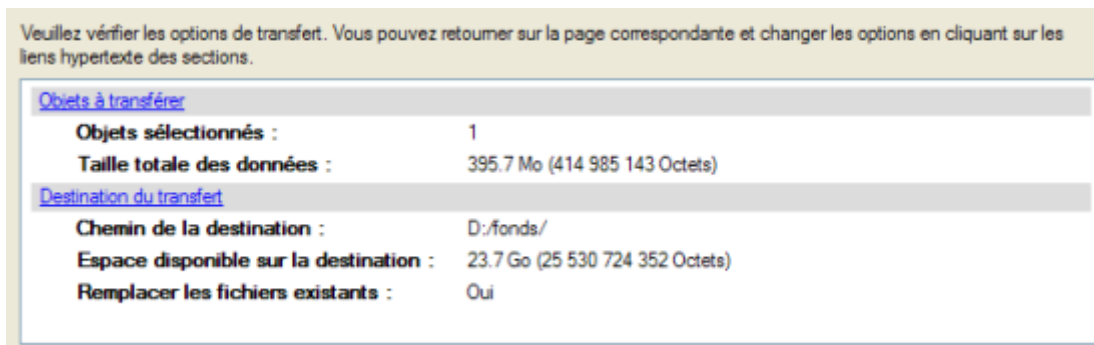 Veuillez vérifier les options de transfert. Vous pouvez retourner sur la page correspondante et changer les options en cliquant sur les
liens hypertexte des sections.
Objets à transférer
Objets sélectionnés : 1
Taille totale des données : 395.7 Mo (414 985 143 Octets)
Destination du transfert
Chemin de la destination : D:/fonds/
Espace disponible sur la destination : 23.7 Go (25 530 724 352 Octets)
Remplacer les fichiers existants : Oui